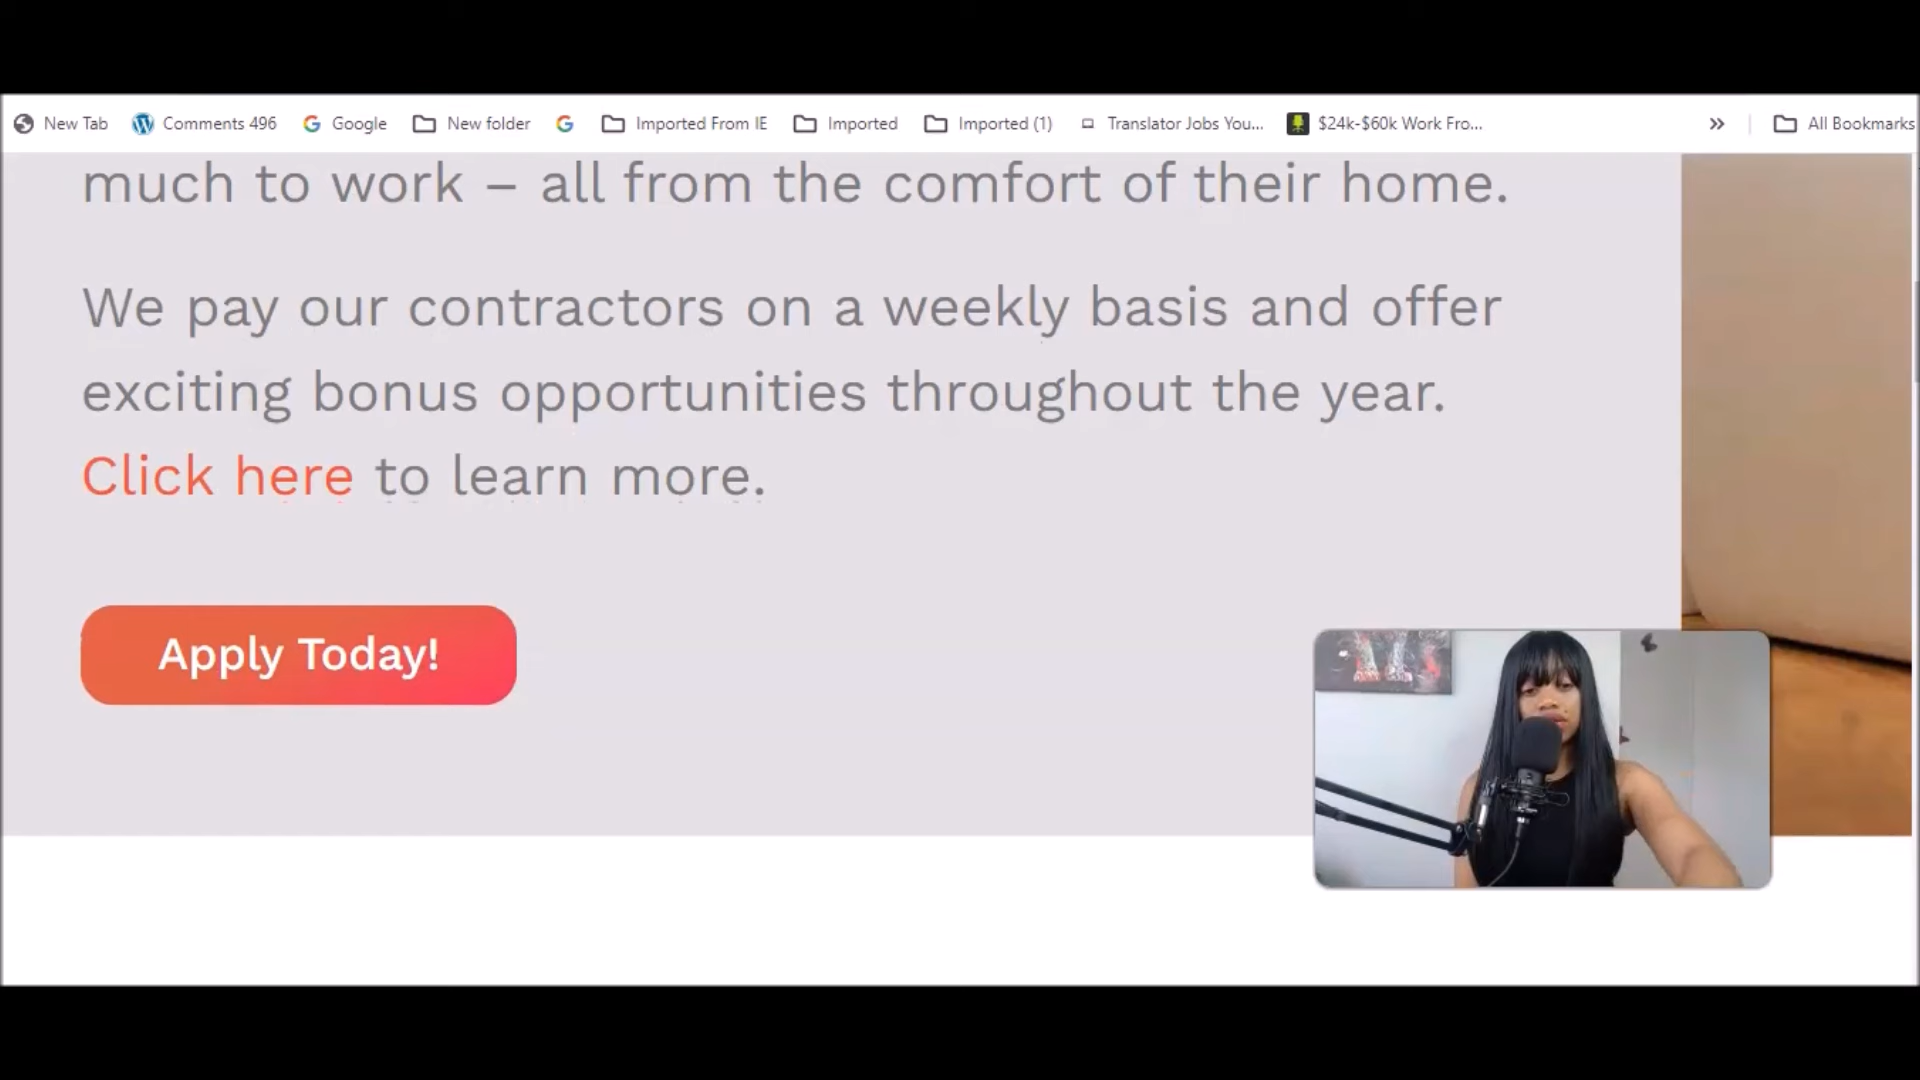 New Tab Comments 496 Google New folder Imported From IE Imported Imported (1) Translator Jobs You... $24k-$60k Work Fro... » All Bookmarks
much to work – all from the comfort of their home.
We pay our contractors on a weekly basis and offer
exciting bonus opportunities throughout the year.
Click here to learn more.
Apply Today!